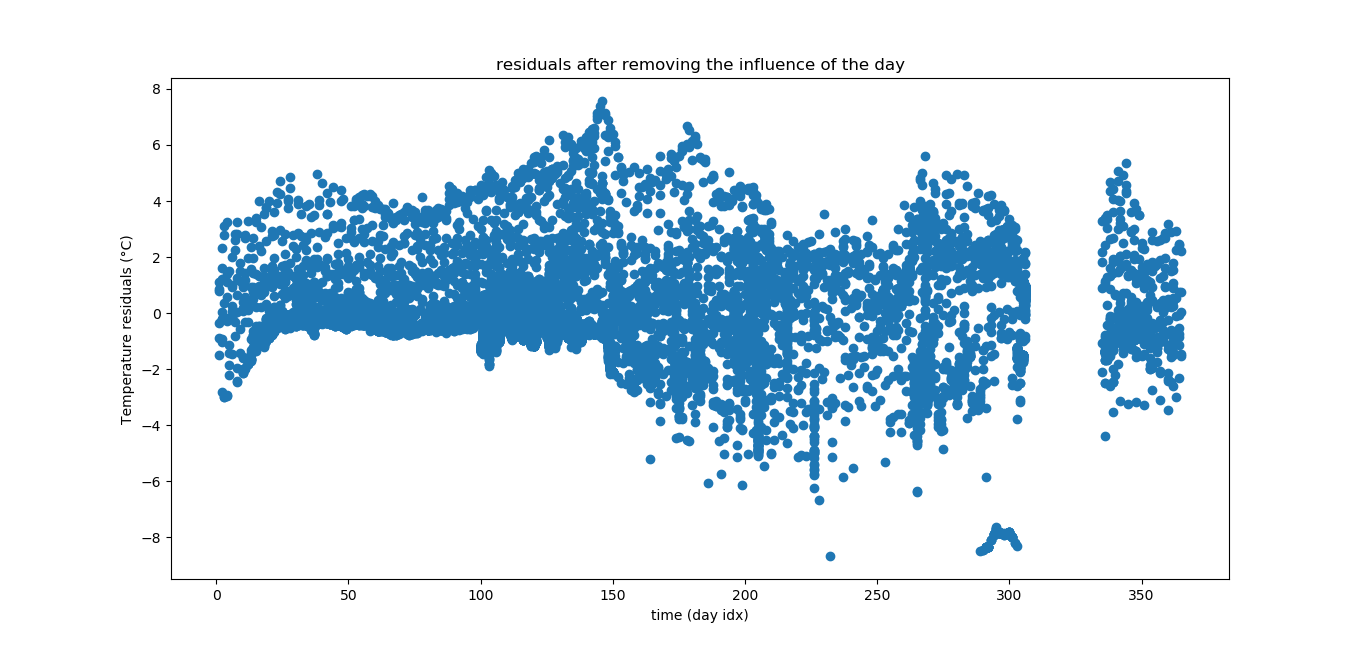 residuals after removing the influence of the day
8
6
4
2
0
−2
−4
−6
−8
Temperature residuals (°C)
0 50 100 150 200 250 300 350
time (day idx)